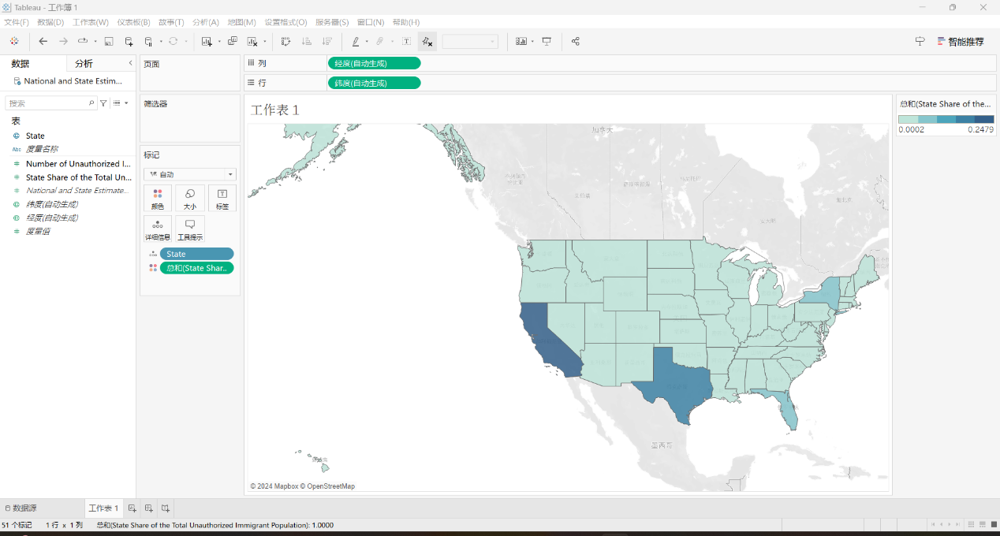 Tableau - 工作簿 1
文件(F) 数据(D) 工作表(W) 仪表板(B) 故事(T) 分析(A) 地图(M) 设置格式(O) 服务器(S) 窗口(N) 帮助(H)
智能推荐
数据 分析
National and State Estim...
搜索
表
State
Abc 度量名称
Number of Unauthorized I...
State Share of the Total Un...
National and State Estimate...
纬度(自动生成)
经度(自动生成)
度量值
页面
筛选器
标记
自动
颜色 大小 标签
详细信息 工具提示
State
总和(State Shar..
列 经度(自动生成)
行 纬度(自动生成)
工作表 1
加拿大
墨西哥
© 2024 Mapbox © OpenStreetMap
总和(State Share of the...
0.0002 0.2479
数据源 工作表 1
51 个标记 1 行 x 1 列 总和(State Share of the Total Unauthorized Immigrant Population): 1.0000